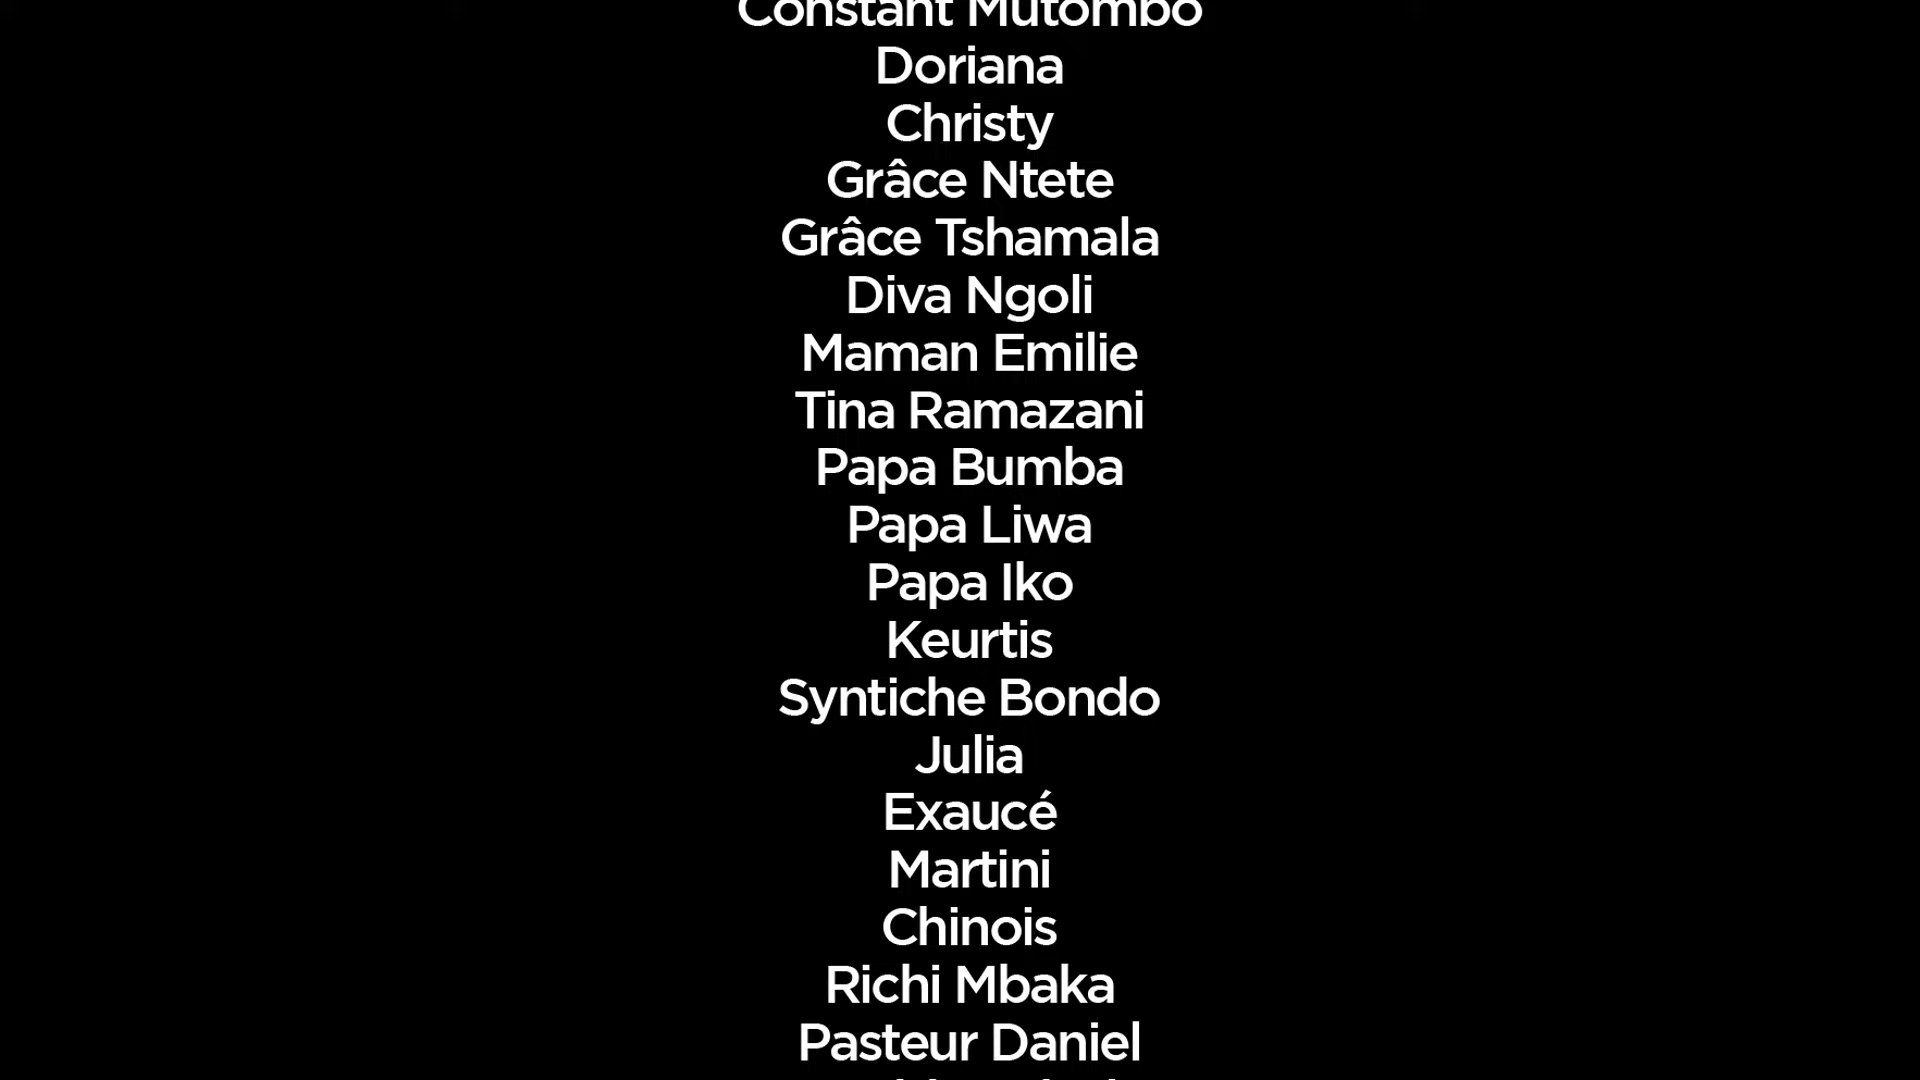 Constant Mutombo
Doriana
Christy
Grâce Ntete
Grâce Tshamala
Diva Ngoli
Maman Emilie
Tina Ramazani
Papa Bumba
Papa Liwa
Papa Iko
Keurtis
Syntiche Bondo
Julia
Exaucé
Martini
Chinois
Richi Mbaka
Pasteur Daniel